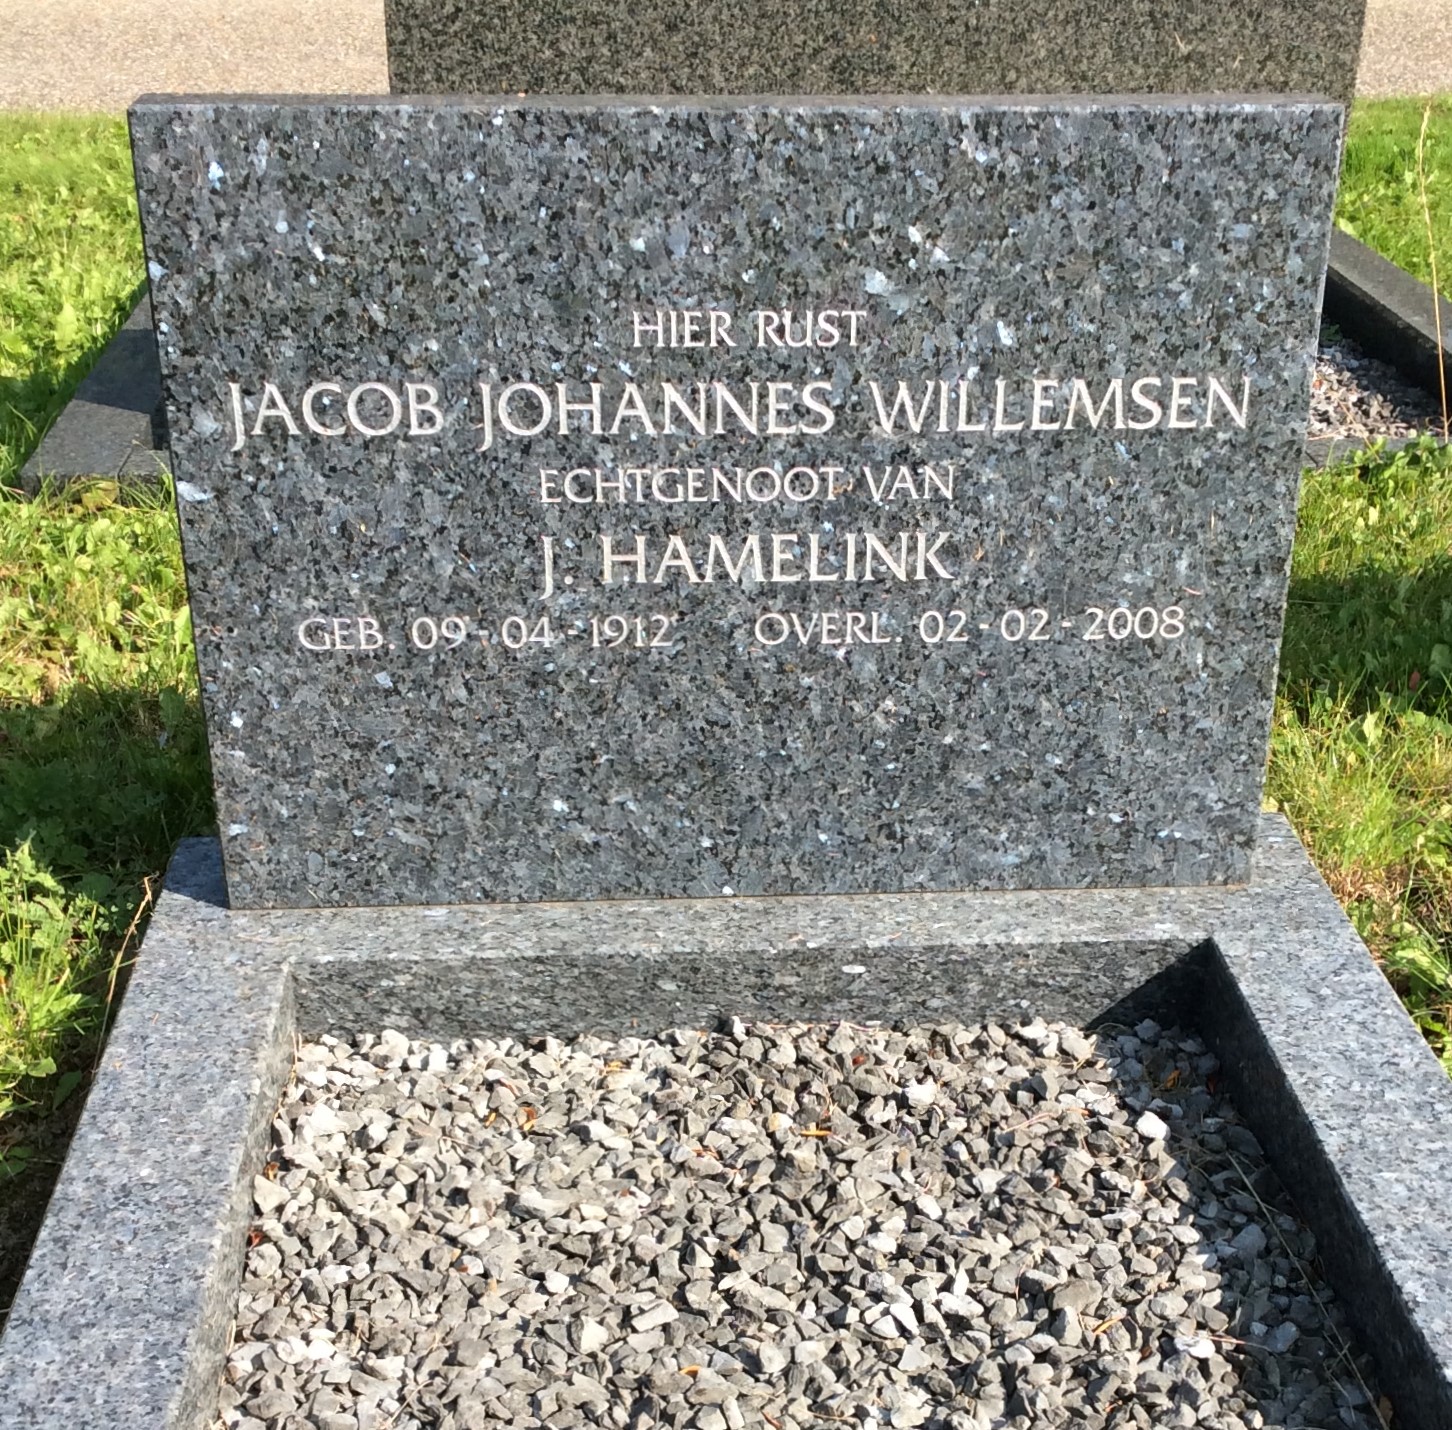 HIER RUST
JACOB JOHANNES WILLEMSEN
ECHTGENOOT VAN
J. HAMELINK
GEB. 09-04-1912 OVERL. 02-02-2008